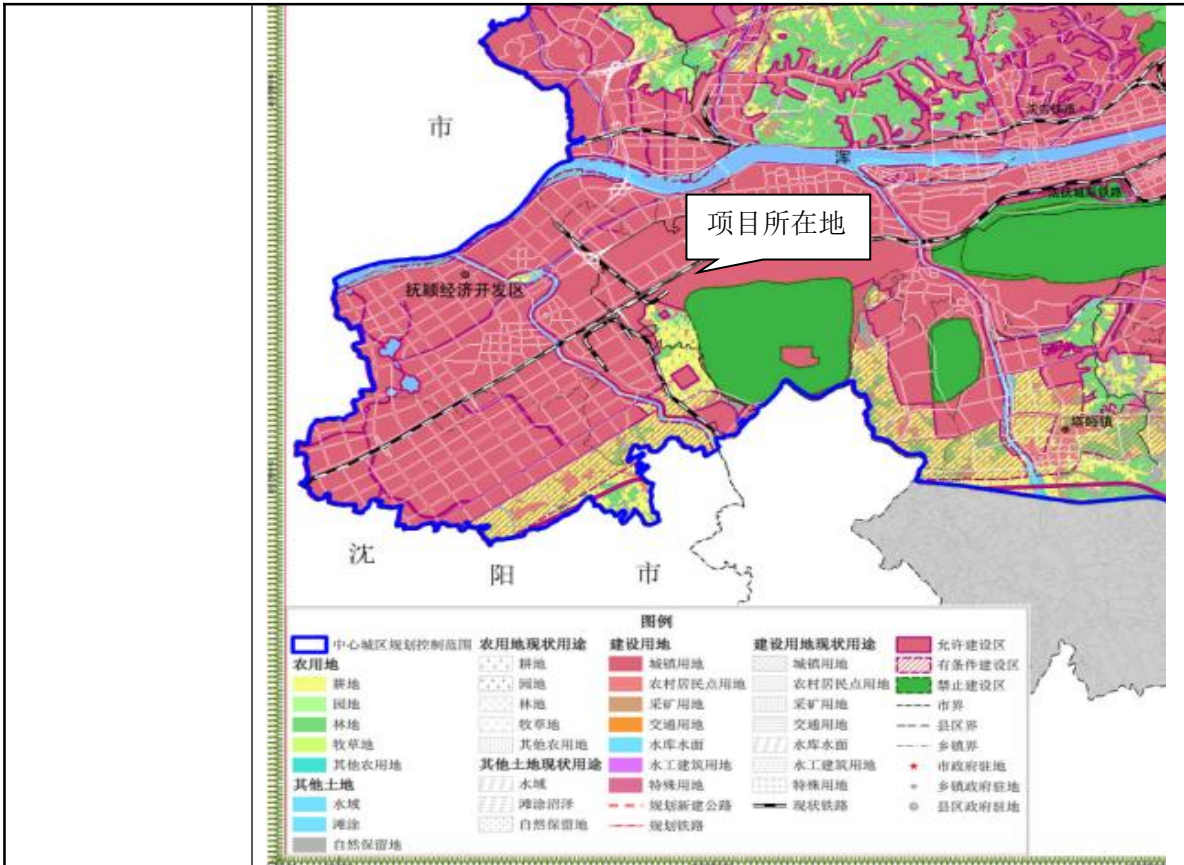 市
沈吉铁路
浑
项目所在地
抚顺经济开发区
塔峪镇
沈
阳
市
图例
中心城区规划控制范围
农用地
耕地
园地
林地
牧草地
其他农用地
其他土地
水域
滩涂
自然保留地
农用地现状用途
耕地
园地
林地
牧草地
其他农用地
其他土地现状用途
水域
滩涂沼泽
自然保留地
建设用地
城镇用地
农村居民点用地
采矿用地
交通用地
水库水面
水工建筑用地
特殊用地
规划新建公路
规划铁路
建设用地现状用途
城镇用地
农村居民点用地
采矿用地
交通用地
水库水面
水工建筑用地
特殊用地
现状铁路
允许建设区
有条件建设区
禁止建设区
市界
县区界
乡镇界
市政府驻地
乡镇政府驻地
县区政府驻地